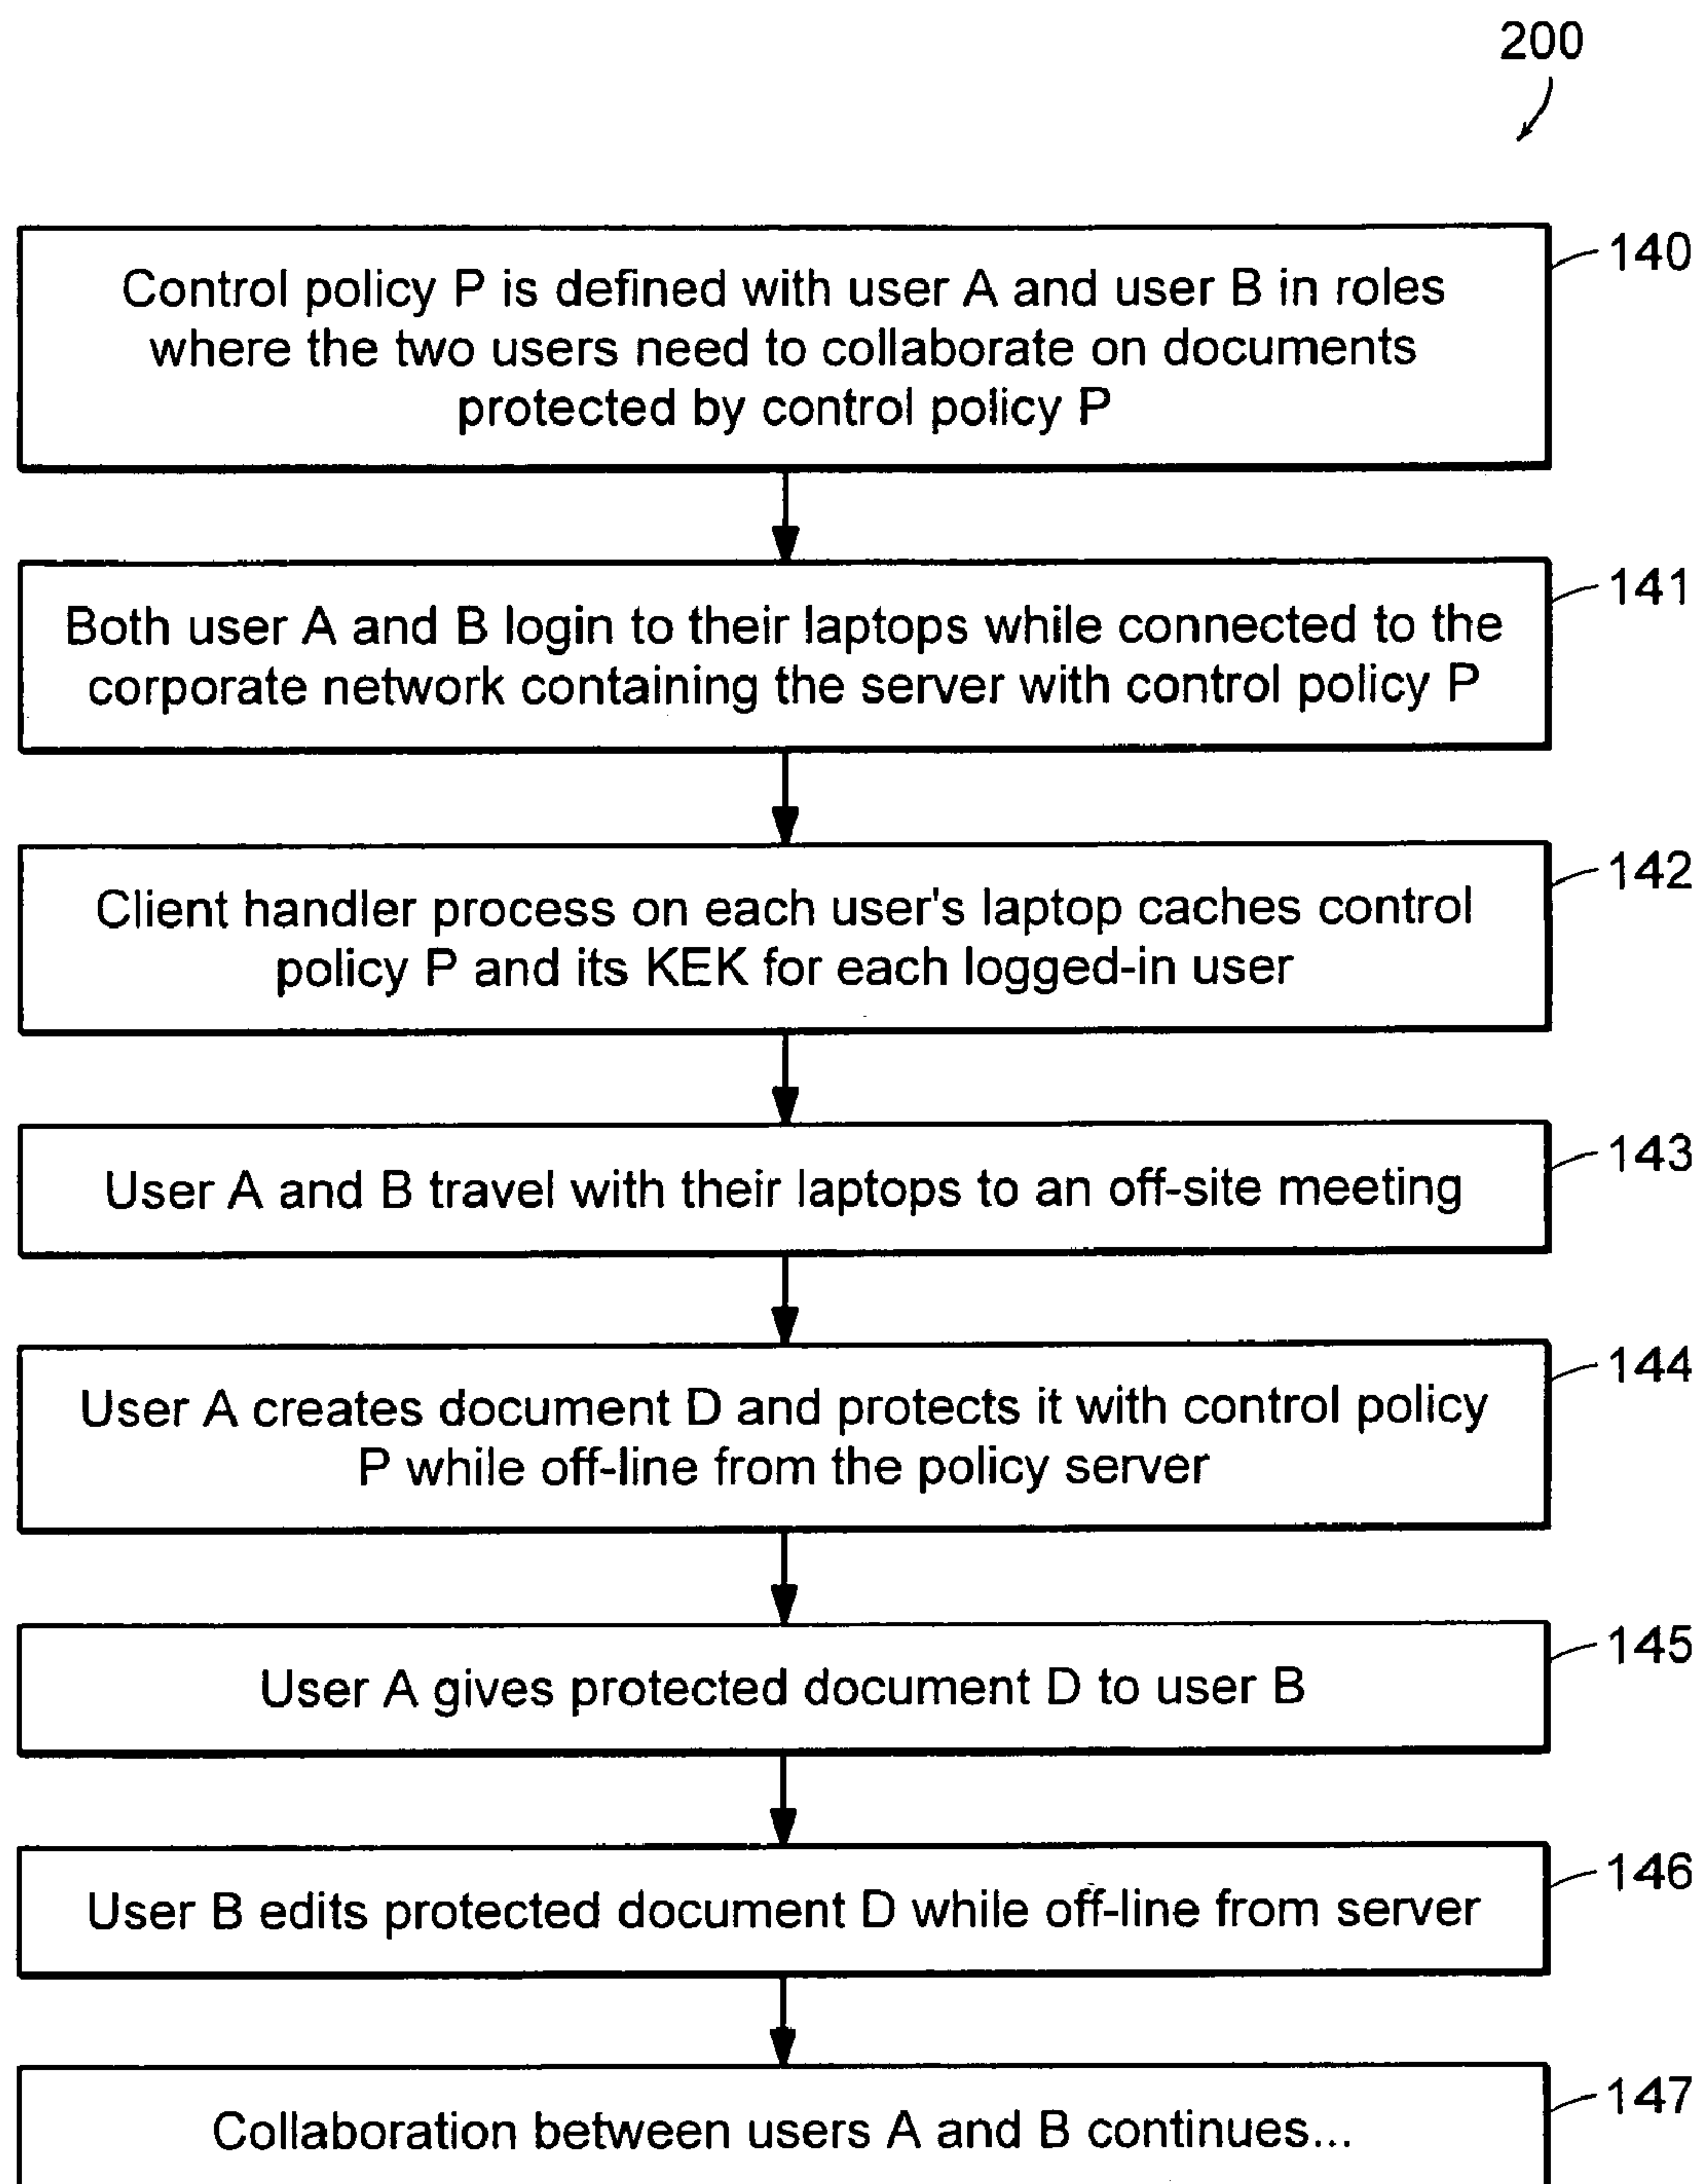 200
140
Control policy P is defined with user A and user B in roles
where the two users need to collaborate on documents
protected by control policy P
141
Both user A and B login to their laptops while connected to the
corporate network containing the server with control policy P
142
Client handler process on each user's laptop caches control
policy P and its KEK for each logged-in user
143
User A and B travel with their laptops to an off-site meeting
144
User A creates document D and protects it with control policy
P while off-line from the policy server
145
User A gives protected document D to user B
146
User B edits protected document D while off-line from server
147
Collaboration between users A and B continues...